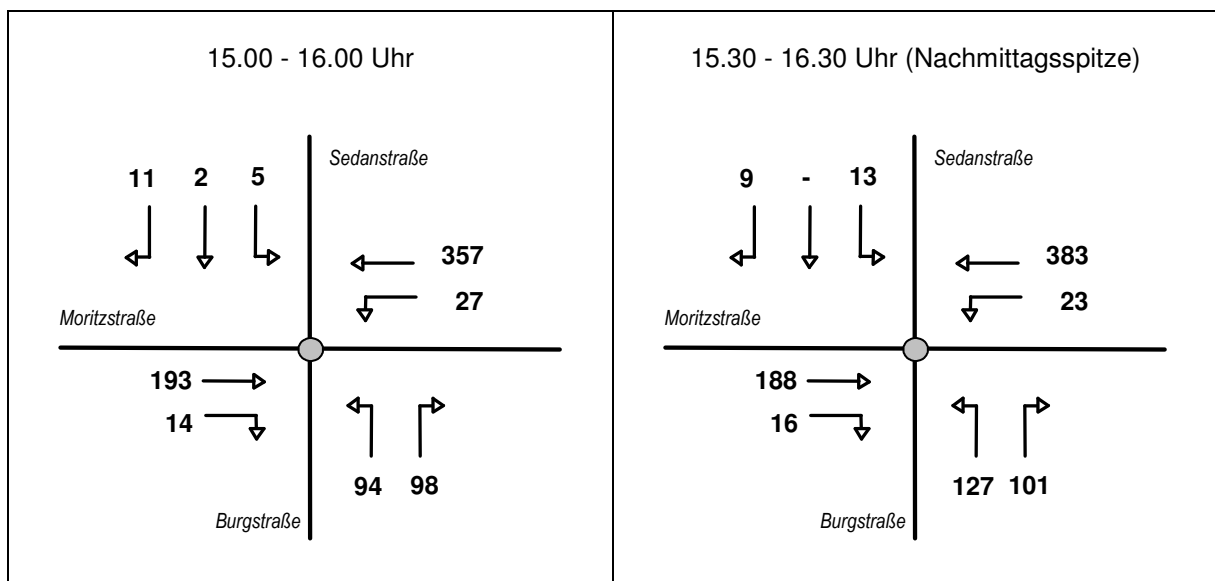 15.00 - 16.00 Uhr
Sedanstraße
11 2 5
357
27
Moritzstraße
193
14
94 98
Burgstraße
15.30 - 16.30 Uhr (Nachmittagsspitze)
Sedanstraße
9 - 13
383
23
Moritzstraße
188
16
127 101
Burgstraße